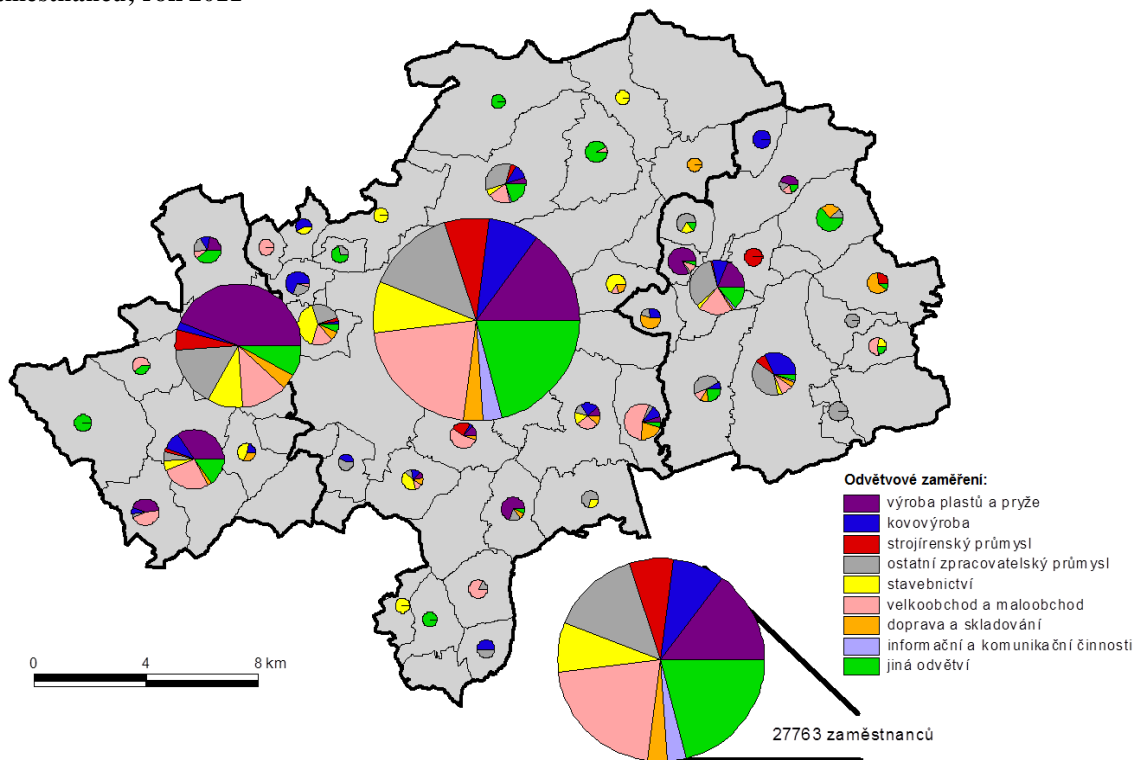 0 4 8 km
Odvětvové zaměření:
výroba plastů a pryže
kovovýroba
strojírenský průmysl
ostatní zpracovatelský průmysl
stavebnictví
velkoobchod a maloobchod
doprava a skladování
informační a komunikační činnosti
jiná odvětví
27763 zaměstnanců